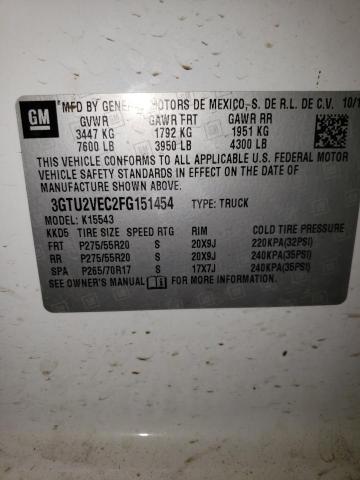 GM
MFD BY GENERAL MOTORS DE MEXICO, S. DE R.L. DE C.V. 10/1
GVWR GAWR FRT GAWR RR
3447 KG 1792 KG 1951 KG
7600 LB 3950 LB 4300 LB
THIS VEHICLE CONFORMS TO ALL APPLICABLE U.S. FEDERAL MOTOR
VEHICLE SAFETY STANDARDS IN EFFECT ON THE DATE OF
MANUFACTURE SHOWN ABOVE.
3GTU2VEC2FG151454 TYPE: TRUCK
MODEL: K15543
KKD5 TIRE SIZE SPEED RTG RIM COLD TIRE PRESSURE
FRT P275/55R20 S 20X9J 220KPA(32PSI)
RR P275/55R20 S 20X9J 240KPA(35PSI)
SPA P265/70R17 S 17X7J 240KPA(35PSI)
SEE OWNER'S MANUAL FOR MORE INFORMATION